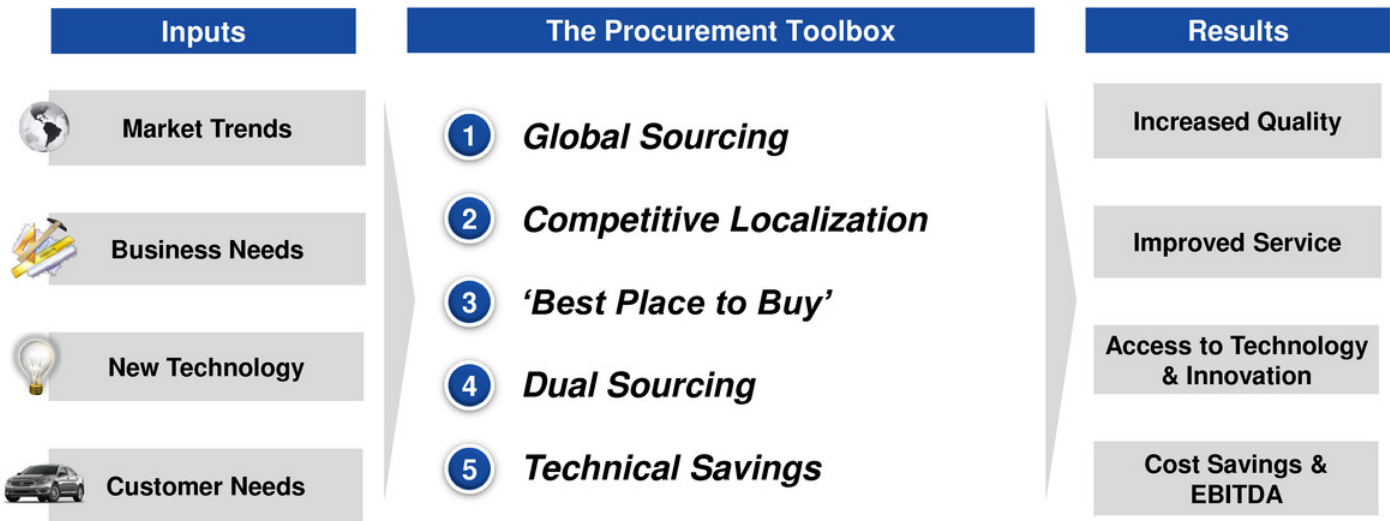 Inputs
The Procurement Toolbox
Results
Market Trends
Business Needs
New Technology
Customer Needs
1 Global Sourcing
2 Competitive Localization
3 ‘Best Place to Buy’
4 Dual Sourcing
5 Technical Savings
Increased Quality
Improved Service
Access to Technology
& Innovation
Cost Savings &
EBITDA